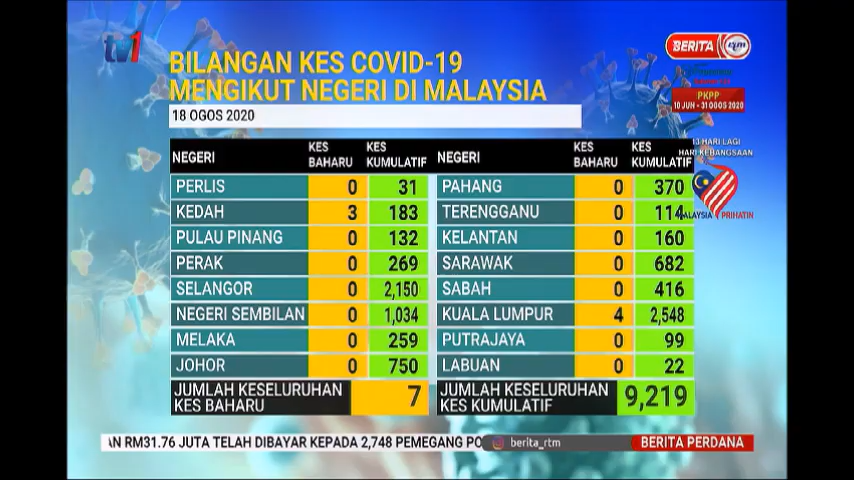 tv1
BERITA rtm
BILANGAN KES COVID-19
MENGIKUT NEGERI DI MALAYSIA
18 OGOS 2020
PKPP
10 JUN - 31 OGOS 2020
13 HARI LAGI
HARI KEBANGSAAN
MALAYSIA PRIHATIN
NEGERI KES BAHARU KES KUMULATIF NEGERI KES BAHARU KES KUMULATIF
PERLIS 0 31 PAHANG 0 370
KEDAH 3 183 TERENGGANU 0 114
PULAU PINANG 0 132 KELANTAN 0 160
PERAK 0 269 SARAWAK 0 682
SELANGOR 0 2,150 SABAH 0 416
NEGERI SEMBILAN 0 1,034 KUALA LUMPUR 4 2,548
MELAKA 0 259 PUTRAJAYA 0 99
JOHOR 0 750 LABUAN 0 22
JUMLAH KESELURUHAN KES BAHARU 7 JUMLAH KESELURUHAN KES KUMULATIF 9,219
AN RM31.76 JUTA TELAH DIBAYAR KEPADA 2,748 PEMEGANG PO berita_rtm BERITA PERDANA